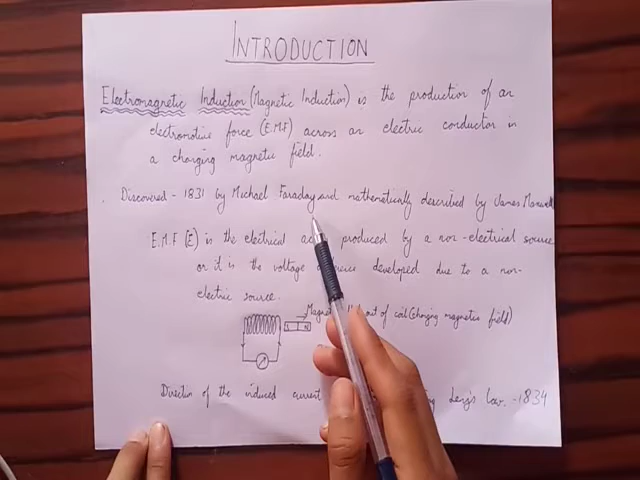 INTRODUCTION
Electromagnetic Induction (Magnetic Induction) is the production of an
electromotive force (E.M.F) across an electric conductor in
a changing magnetic field.
Discovered - 1831 by Michael Faraday and mathematically described by James Maxwell
E.M.F (E) is the electrical produced by a non-electrical source
or it is the voltage developed due to a non-
electric source.
Magnet out of coil (Changing magnetic field)
Direction of the induced current Lenz's law. - 1834